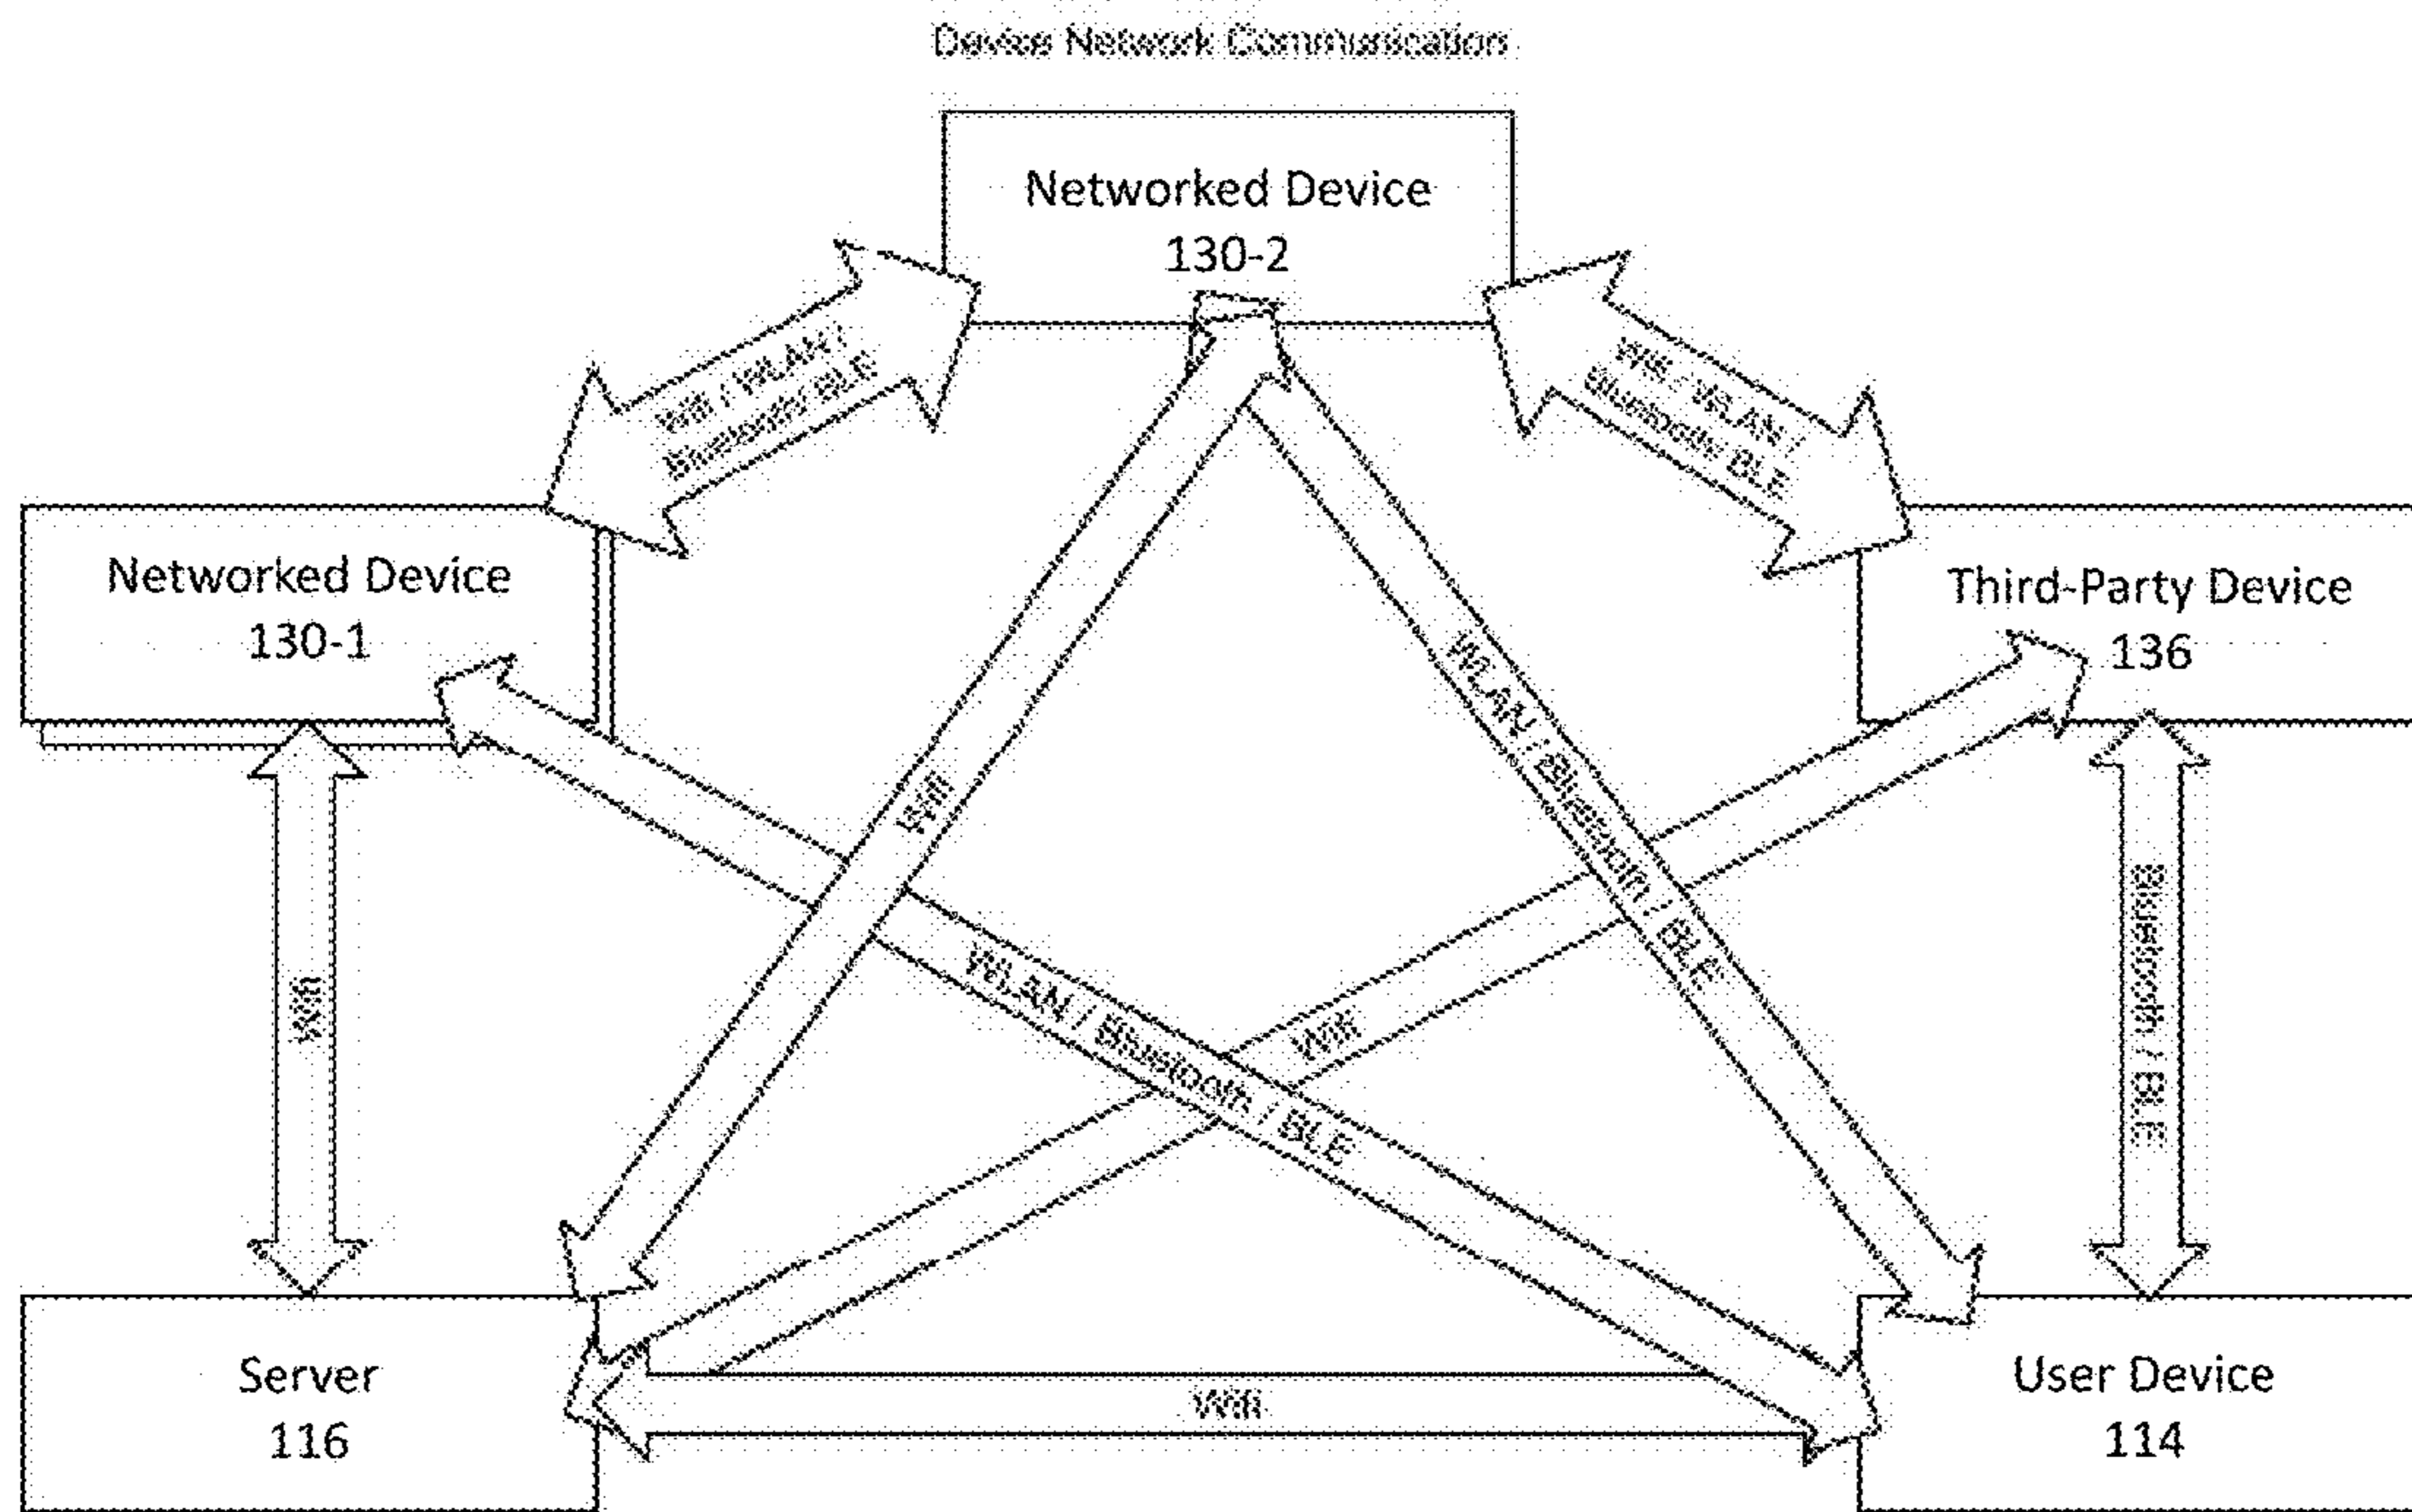 Device Network Communication
Networked Device
130-2
Wifi / WLAN /
Bluetooth/ BLE
Wifi / WLAN /
Bluetooth/ BLE
Networked Device
130-1
Third-Party Device
136
Wifi
WLAN / Bluetooth / BLE
Wifi
WLAN / Bluetooth / BLE
Wifi
Bluetooth / BLE
Server
116
Wifi
User Device
114